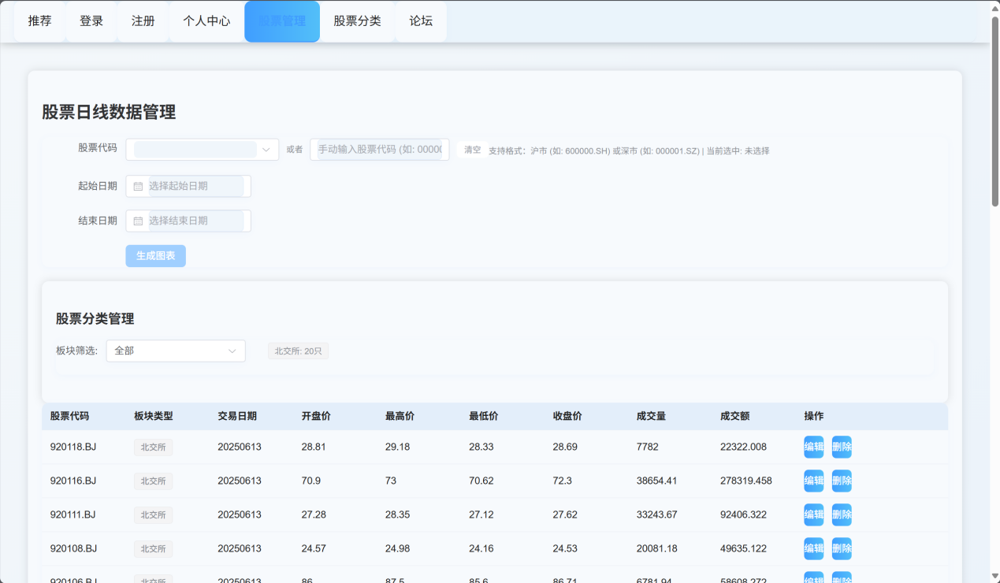 推荐 登录 注册 个人中心 股票管理 股票分类 论坛
股票日线数据管理
股票代码 或者 手动输入股票代码 (如: 00000 清空 支持格式：沪市 (如: 600000.SH) 或深市 (如: 000001.SZ) | 当前选中: 未选择
起始日期 选择起始日期
结束日期 选择结束日期
生成图表
股票分类管理
板块筛选: 全部 北交所: 20只
股票代码 板块类型 交易日期 开盘价 最高价 最低价 收盘价 成交量 成交额 操作
920118.BJ 北交所 20250613 28.81 29.18 28.33 28.69 7782 22322.008 编辑 删除
920116.BJ 北交所 20250613 70.9 73 70.62 72.3 38654.41 278319.458 编辑 删除
920111.BJ 北交所 20250613 27.28 28.35 27.12 27.62 33243.67 92406.322 编辑 删除
920108.BJ 北交所 20250613 24.57 24.98 24.16 24.53 20081.18 49635.122 编辑 删除
920106.BJ 北交所 20250613 86 87.5 85.6 86.71 6781.94 58608.272 编辑 删除